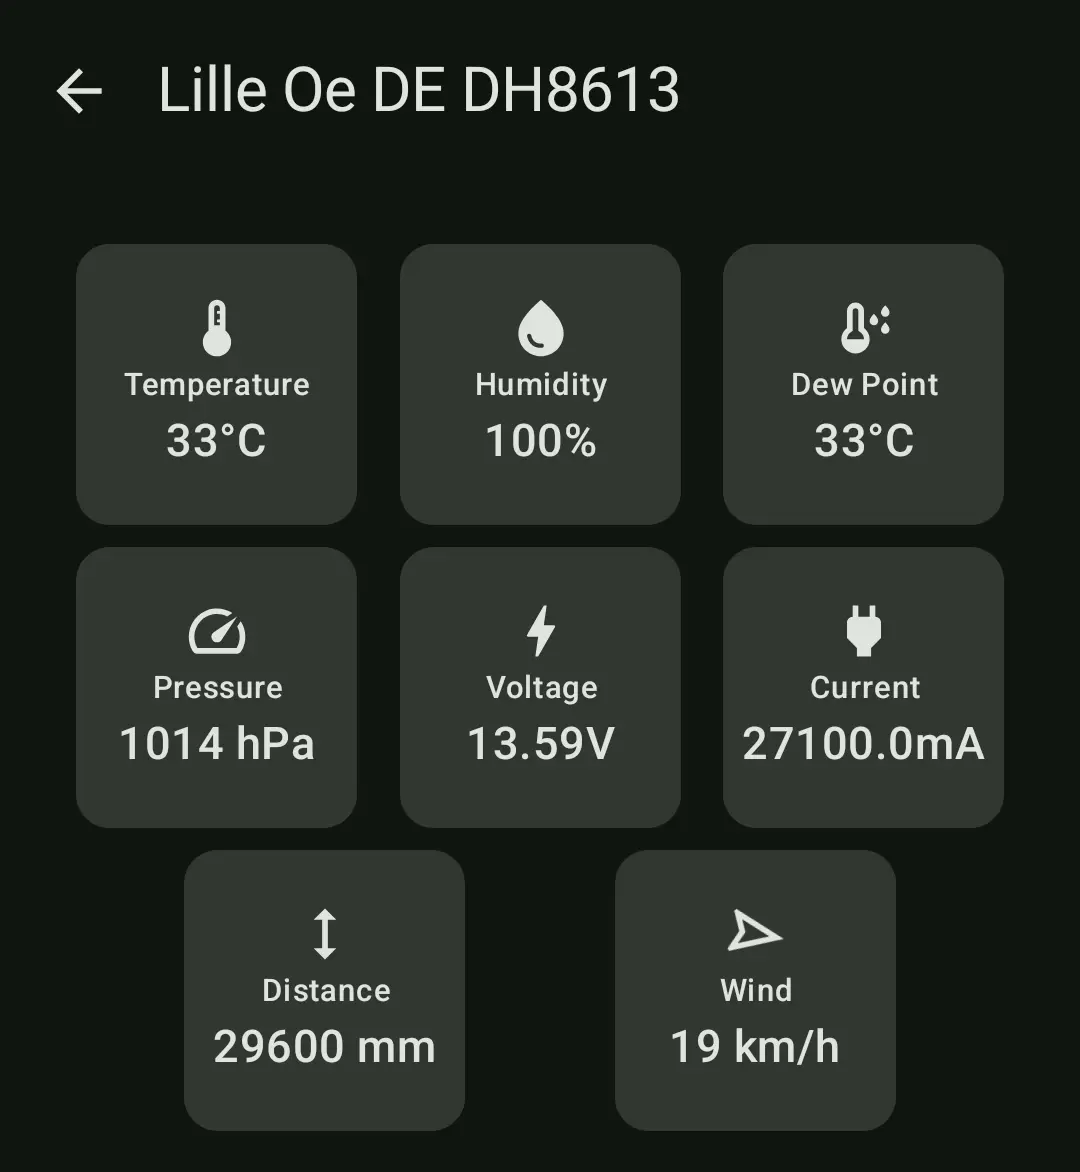 Lille Oe DE DH8613
Temperature
33°C
Humidity
100%
Dew Point
33°C
Pressure
1014 hPa
Voltage
13.59V
Current
27100.0mA
Distance
29600 mm
Wind
19 km/h